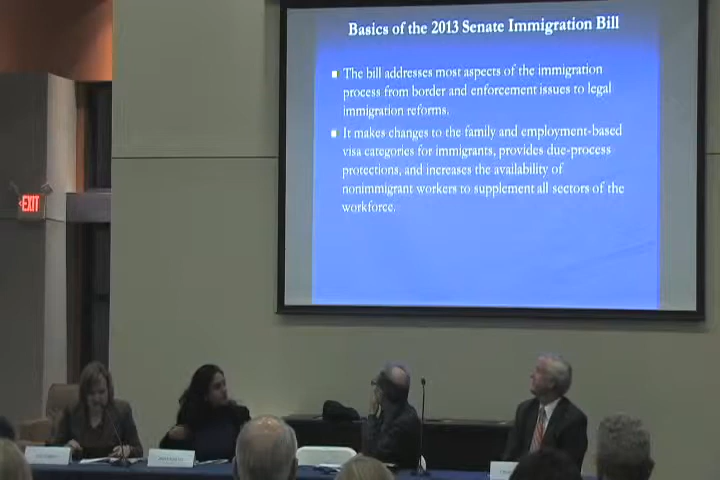 Basics of the 2013 Senate Immigration Bill
The bill addresses most aspects of the immigration
process from border and enforcement issues to legal
immigration reforms.
It makes changes to the family and employment-based
visa categories for immigrants, provides due-process
protections, and increases the availability of
nonimmigrant workers to supplement all sectors of the
workforce.
EXIT